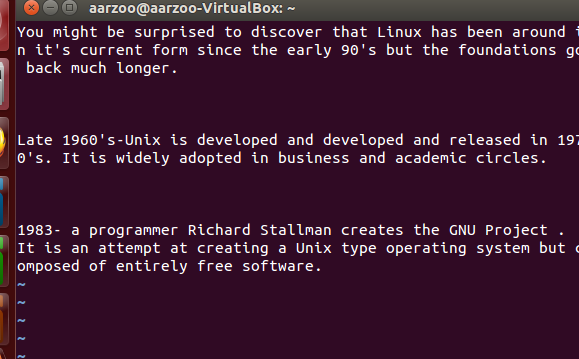 aarzoo@aarzoo-VirtualBox: ~
You might be surprised to discover that Linux has been around i
n it's current form since the early 90's but the foundations go
back much longer.
Late 1960's-Unix is developed and developed and released in 197
0's. It is widely adopted in business and academic circles.
1983- a programmer Richard Stallman creates the GNU Project .
It is an attempt at creating a Unix type operating system but c
omposed of entirely free software.
~
~
~
~
~